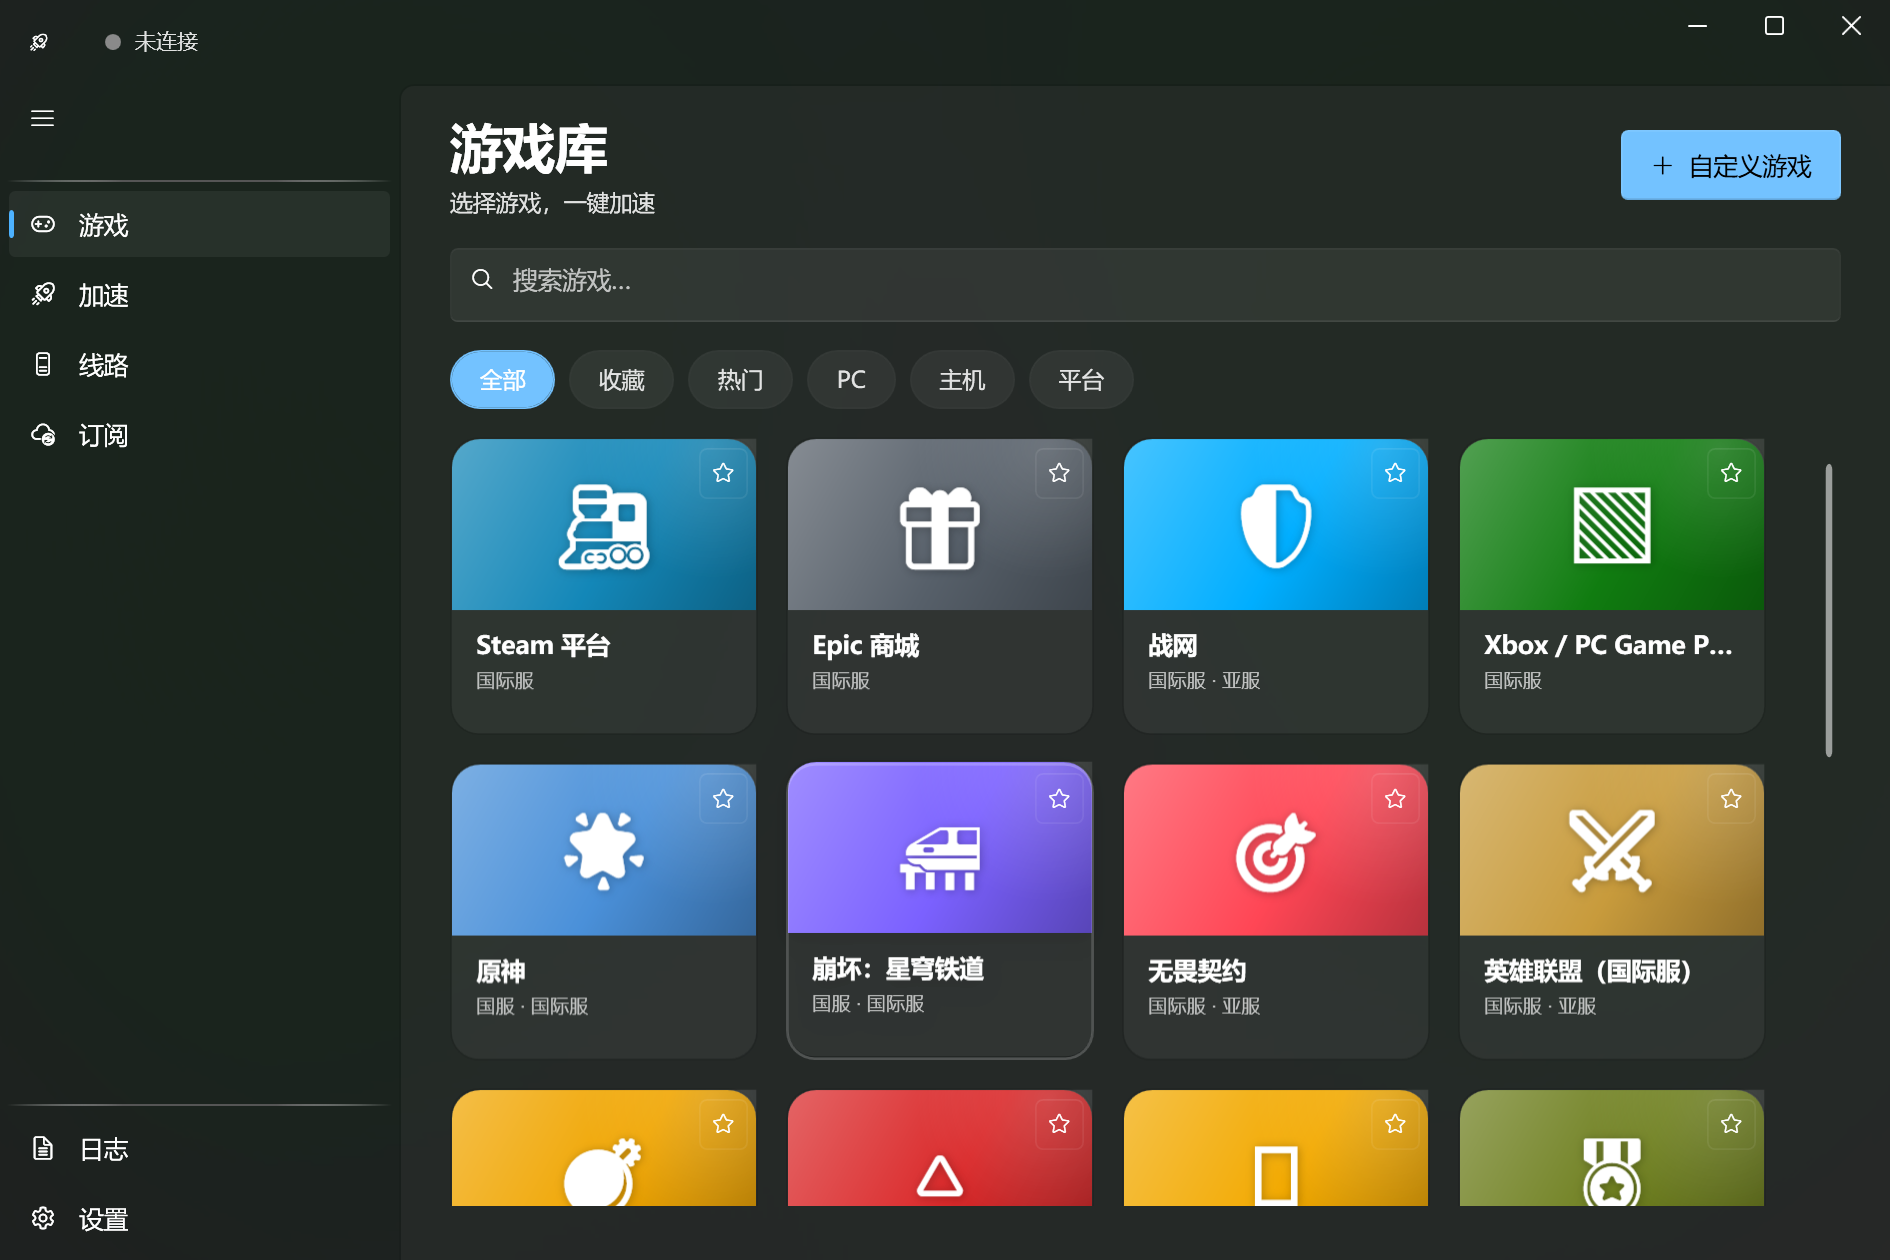 未连接
游戏
加速
线路
订阅
日志
设置
游戏库
选择游戏，一键加速
自定义游戏
搜索游戏...
全部
收藏
热门
PC
主机
平台
Steam 平台
国际服
Epic 商城
国际服
战网
国际服 · 亚服
Xbox / PC Game P...
国际服
原神
国服 · 国际服
崩坏：星穹铁道
国服 · 国际服
无畏契约
国际服 · 亚服
英雄联盟（国际服）
国际服 · 亚服